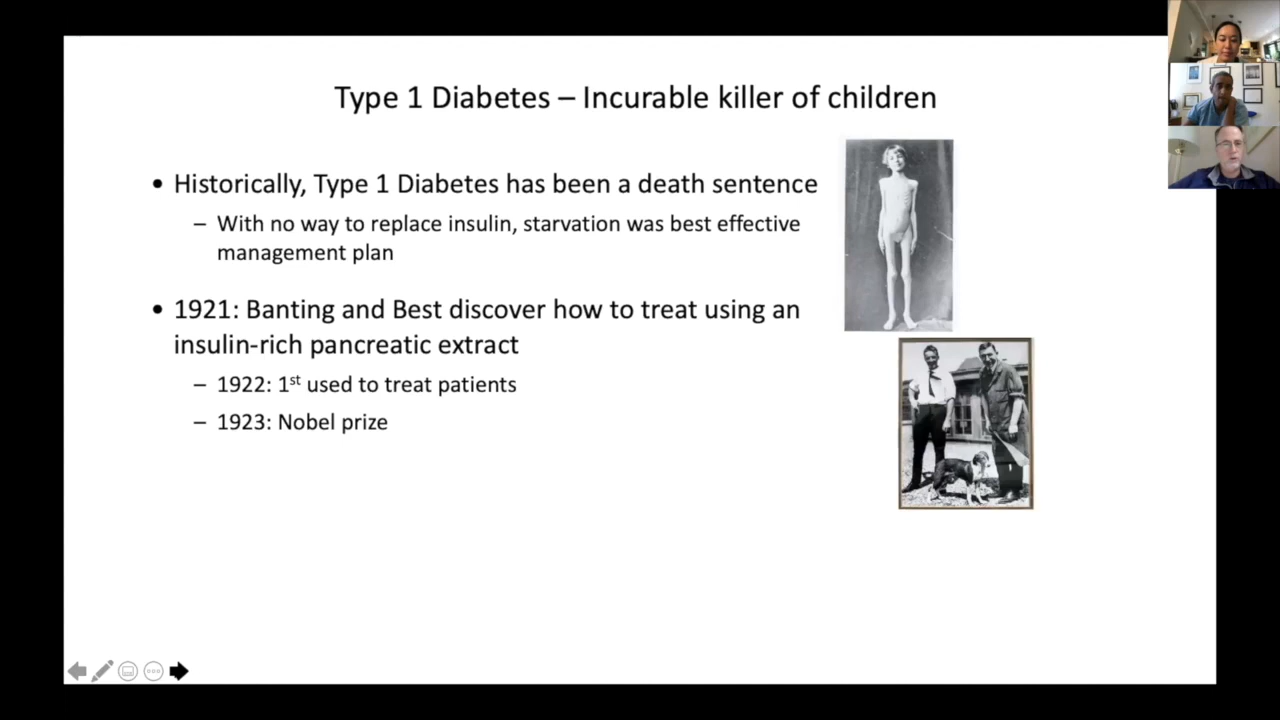 Type 1 Diabetes – Incurable killer of children
• Historically, Type 1 Diabetes has been a death sentence
– With no way to replace insulin, starvation was best effective
management plan
• 1921: Banting and Best discover how to treat using an
insulin-rich pancreatic extract
– 1922: 1st used to treat patients
– 1923: Nobel prize